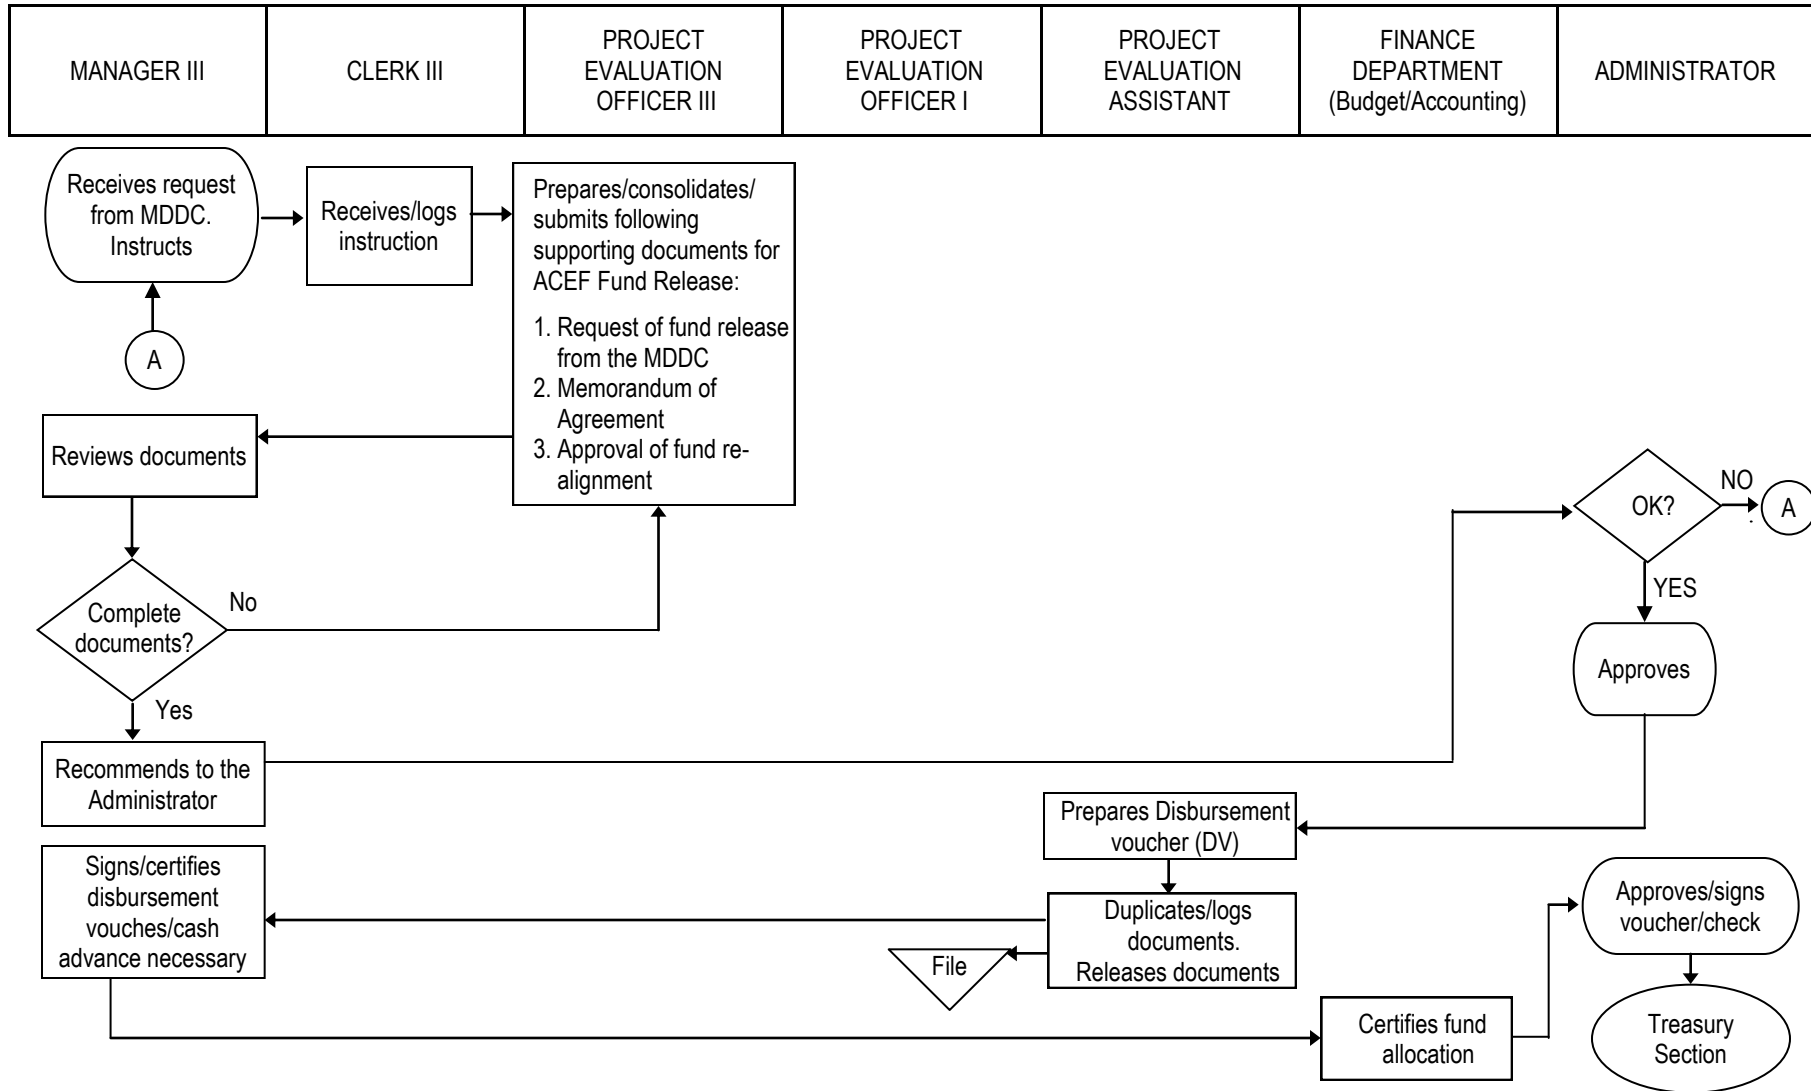 MANAGER III
CLERK III
PROJECT
EVALUATION
OFFICER III
PROJECT
EVALUATION
OFFICER I
PROJECT
EVALUATION
ASSISTANT
FINANCE
DEPARTMENT
(Budget/Accounting)
ADMINISTRATOR
Receives request
from MDDC.
Instructs
Receives/logs
instruction
Prepares/consolidates/
submits following
supporting documents for
ACEF Fund Release:
1. Request of fund release
from the MDDC
2. Memorandum of
Agreement
3. Approval of fund re-
alignment
A
Reviews documents
OK?
NO
A
.
YES
Complete
documents?
No
Yes
Approves
Recommends to the
Administrator
Prepares Disbursement
voucher (DV)
Signs/certifies
disbursement
vouches/cash
advance necessary
Duplicates/logs
documents.
Releases documents
File
Approves/signs
voucher/check
Certifies fund
allocation
Treasury
Section